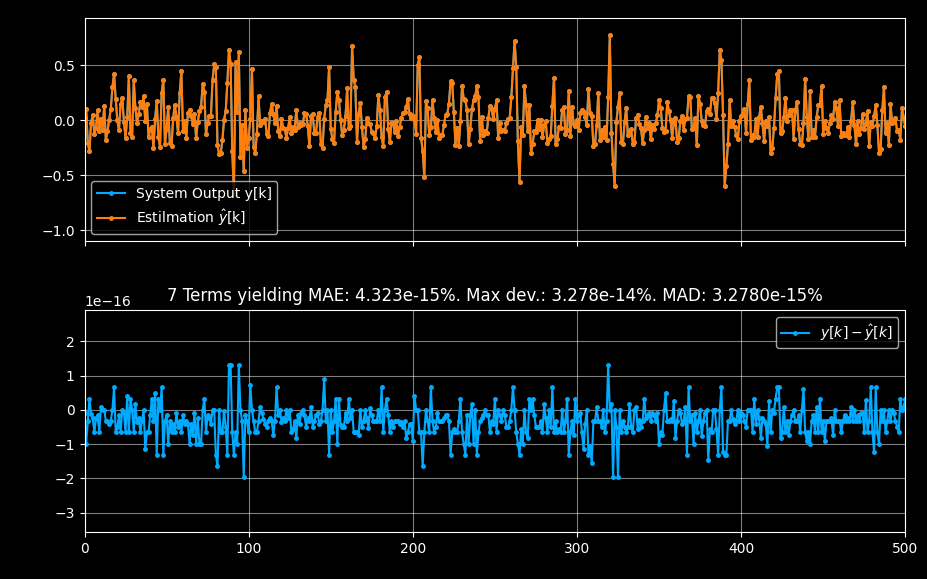 0.5
0.0
−0.5
−1.0
System Output y[k]
Estilmation ŷ[k]
7 Terms yielding MAE: 4.323e-15%. Max dev.: 3.278e-14%. MAD: 3.2780e-15%
1e−16
y[k] − ŷ[k]
2
1
0
−1
−2
−3
0 100 200 300 400 500